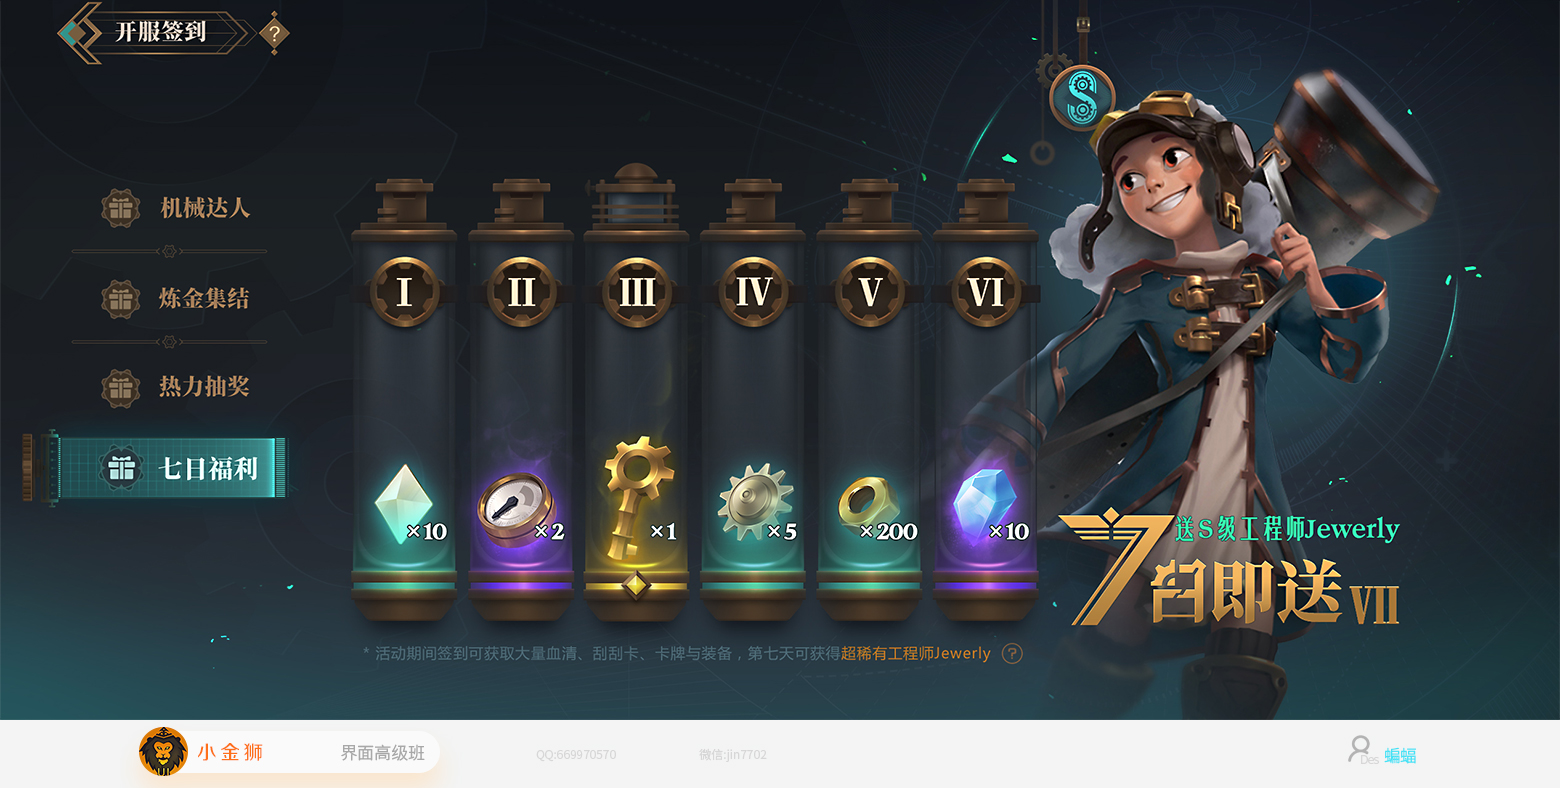 开服签到
?
S
机械达人
炼金集结
热力抽奖
七日福利
I
II
III
IV
V
VI
×10
×2
×1
×5
×200
×10
送S级工程师Jewerly
7日即送VII
* 活动期间签到可获取大量血清、刮刮卡、卡牌与装备，第七天可获得超稀有工程师Jewerly ?
小金狮
界面高级班
QQ:669970570
微信:jin7702
Des 蝙蝠